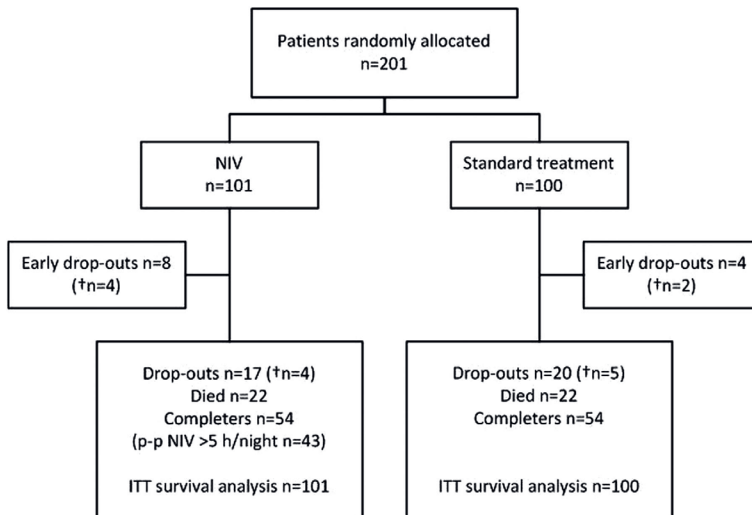 Patients randomly allocated
n=201
NIV
n=101
Standard treatment
n=100
Early drop-outs n=8
(†n=4)
Early drop-outs n=4
(†n=2)
Drop-outs n=17 (†n=4)
Died n=22
Completers n=54
(p-p NIV >5 h/night n=43)
ITT survival analysis n=101
Drop-outs n=20 (†n=5)
Died n=22
Completers n=54
ITT survival analysis n=100